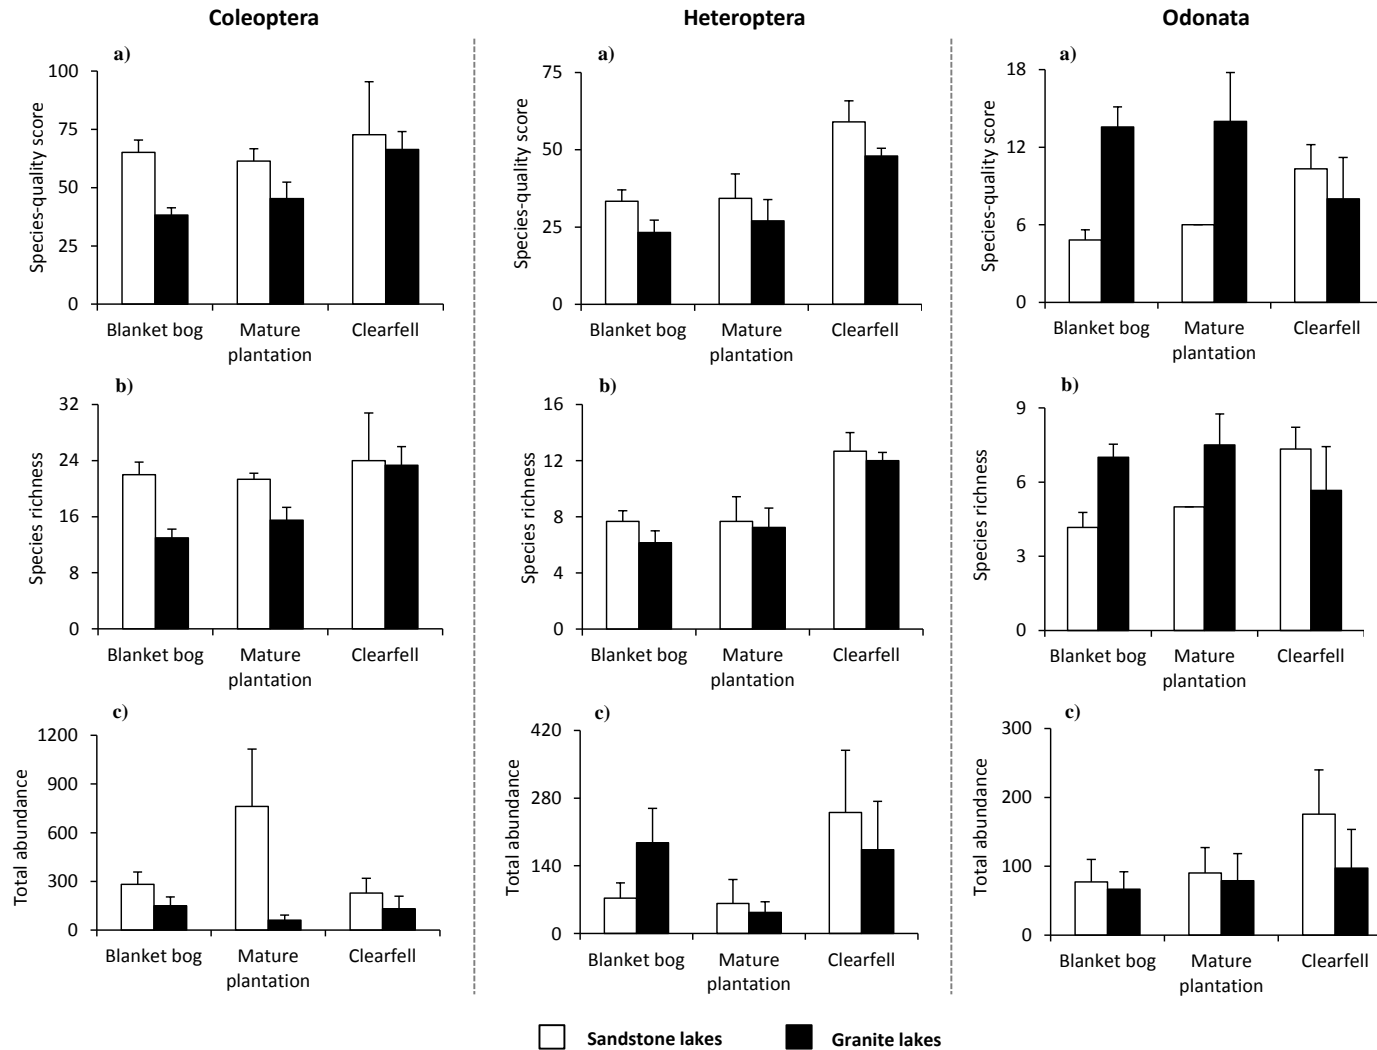 Coleoptera
Heteroptera
Odonata
a)
Species-quality score
100
75
50
25
0
Blanket bog
Mature
plantation
Clearfell
b)
Species richness
32
24
16
8
0
Blanket bog
Mature
plantation
Clearfell
c)
Total abundance
1200
900
600
300
0
Blanket bog
Mature
plantation
Clearfell
a)
Species-quality score
75
50
25
0
Blanket bog
Mature
plantation
Clearfell
b)
Species richness
16
12
8
4
0
Blanket bog
Mature
plantation
Clearfell
c)
Total abundance
420
280
140
0
Blanket bog
Mature
plantation
Clearfell
a)
Species-quality score
18
12
6
0
Blanket bog
Mature
plantation
Clearfell
b)
Species richness
9
6
3
0
Blanket bog
Mature
plantation
Clearfell
c)
Total abundance
300
200
100
0
Blanket bog
Mature
plantation
Clearfell
Sandstone lakes
Granite lakes